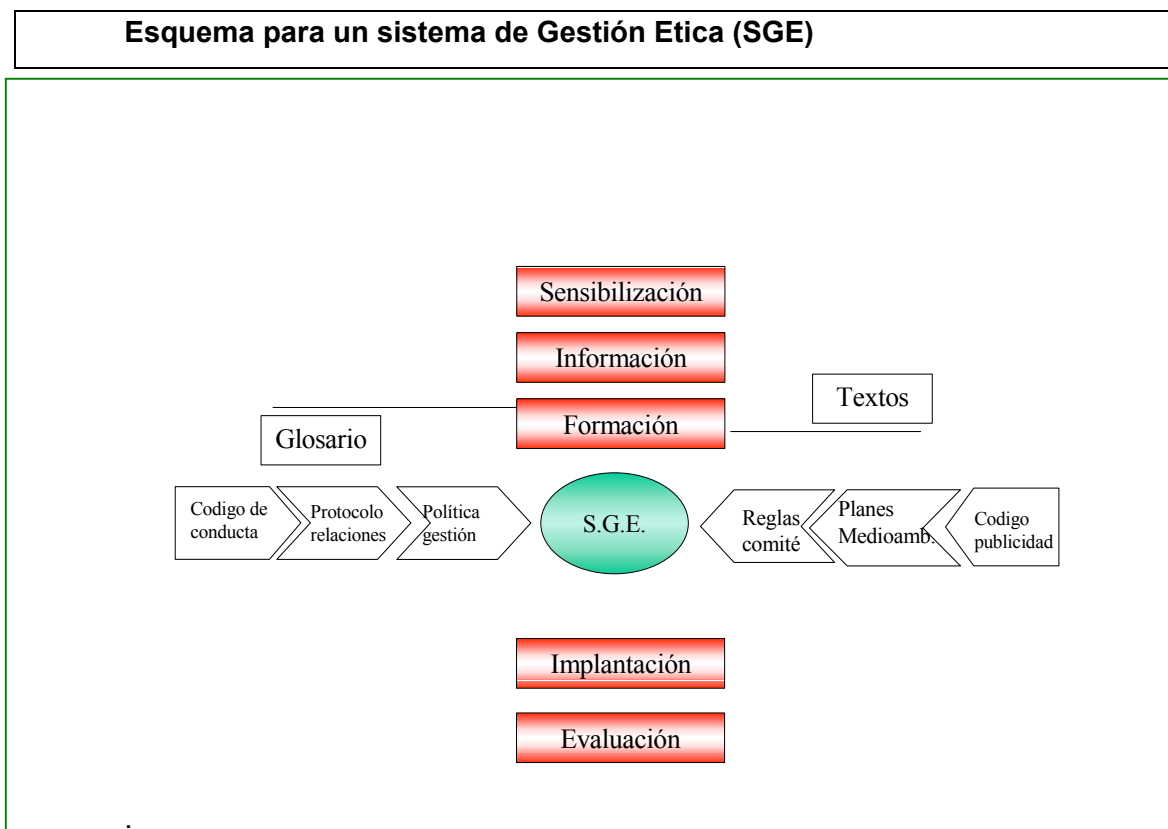 Esquema para un sistema de Gestión Etica (SGE)
Sensibilización
Información
Formación
Textos
Glosario
Codigo de
conducta
Protocolo
relaciones
Política
gestión
S.G.E.
Reglas
comité
Planes
Medioamb.
Codigo
publicidad
Implantación
Evaluación